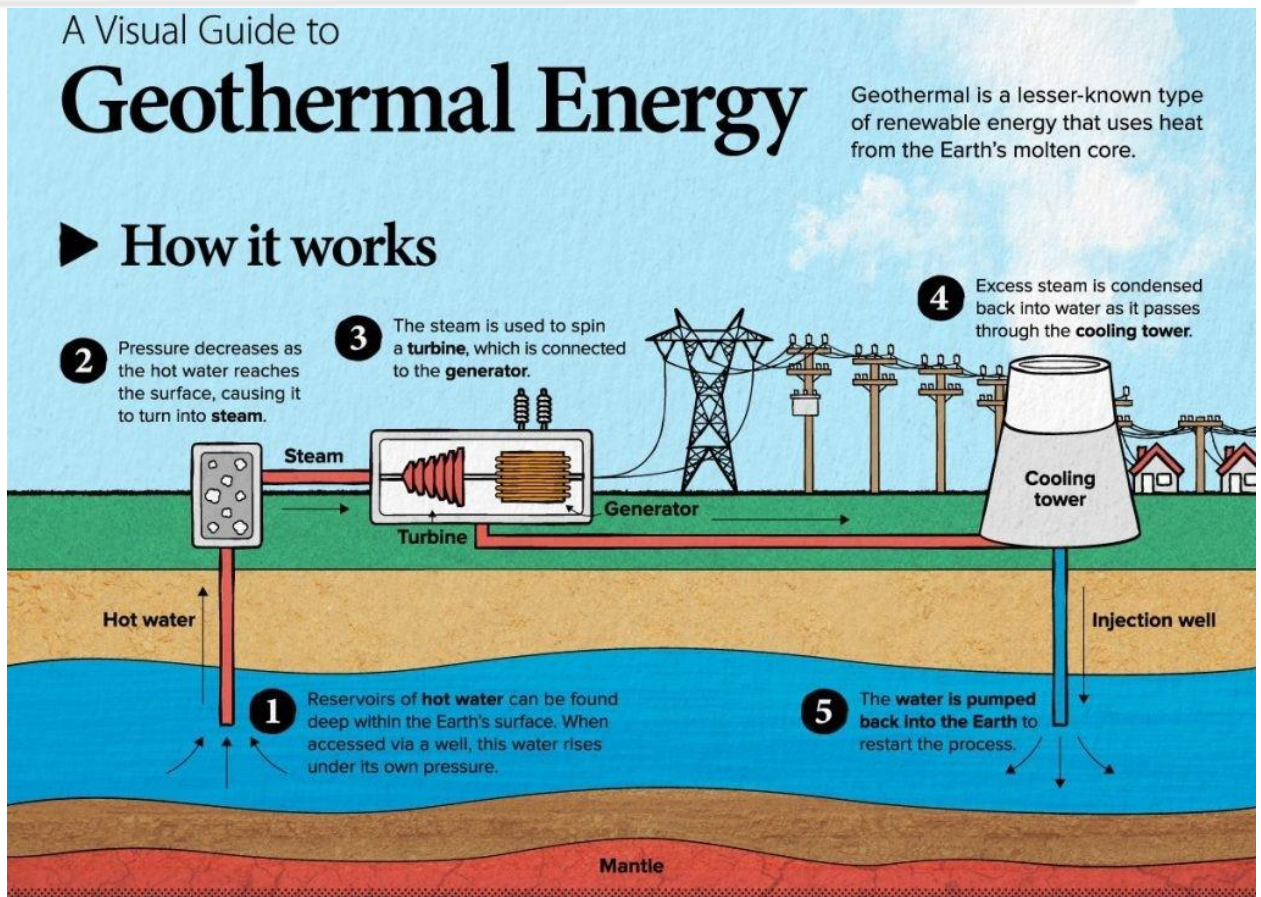 A Visual Guide to
Geothermal Energy
Geothermal is a lesser-known type
of renewable energy that uses heat
from the Earth's molten core.
How it works
2
Pressure decreases as
the hot water reaches
the surface, causing it
to turn into steam.
3
The steam is used to spin
a turbine, which is connected
to the generator.
4
Excess steam is condensed
back into water as it passes
through the cooling tower.
Steam
Turbine
Generator
Cooling
tower
Hot water
Injection well
1
Reservoirs of hot water can be found
deep within the Earth's surface. When
accessed via a well, this water rises
under its own pressure.
5
The water is pumped
back into the Earth to
restart the process.
Mantle